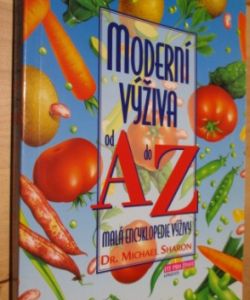 MODERNÍ
VÝŽIVA
od
A do Z
MALÁ ENCYKLOPEDIE VÝŽIVY
DR. MICHAEL SHARON